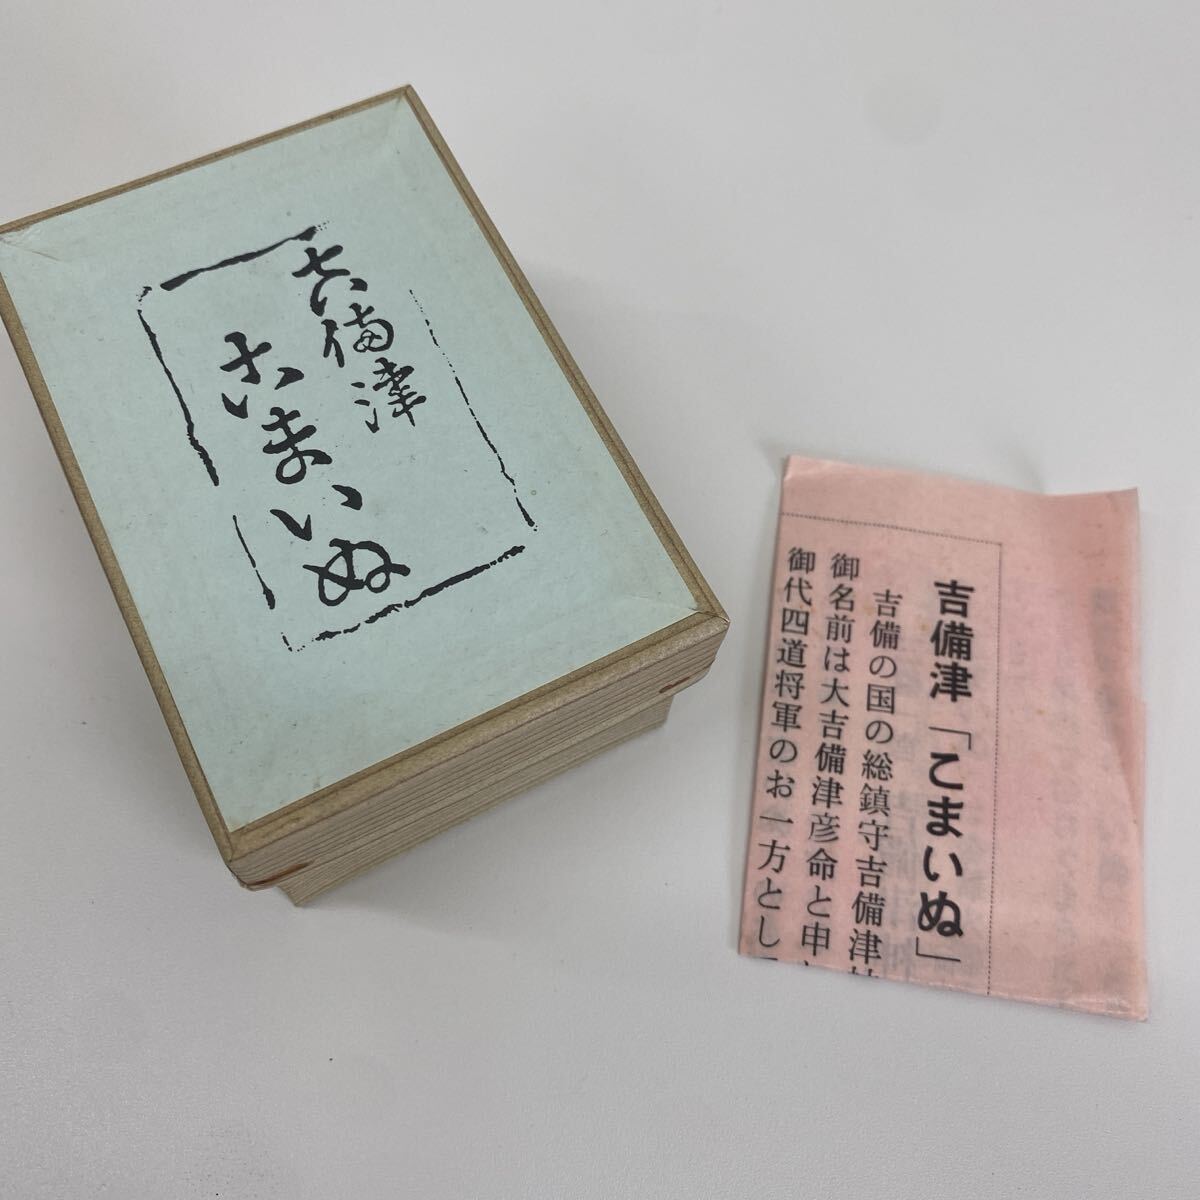 吉備津
こまいぬ
吉備津「こまいぬ」
吉備の国の総鎮守吉備津
御名前は大吉備津彦命と申
御代四道将軍のお一方とし